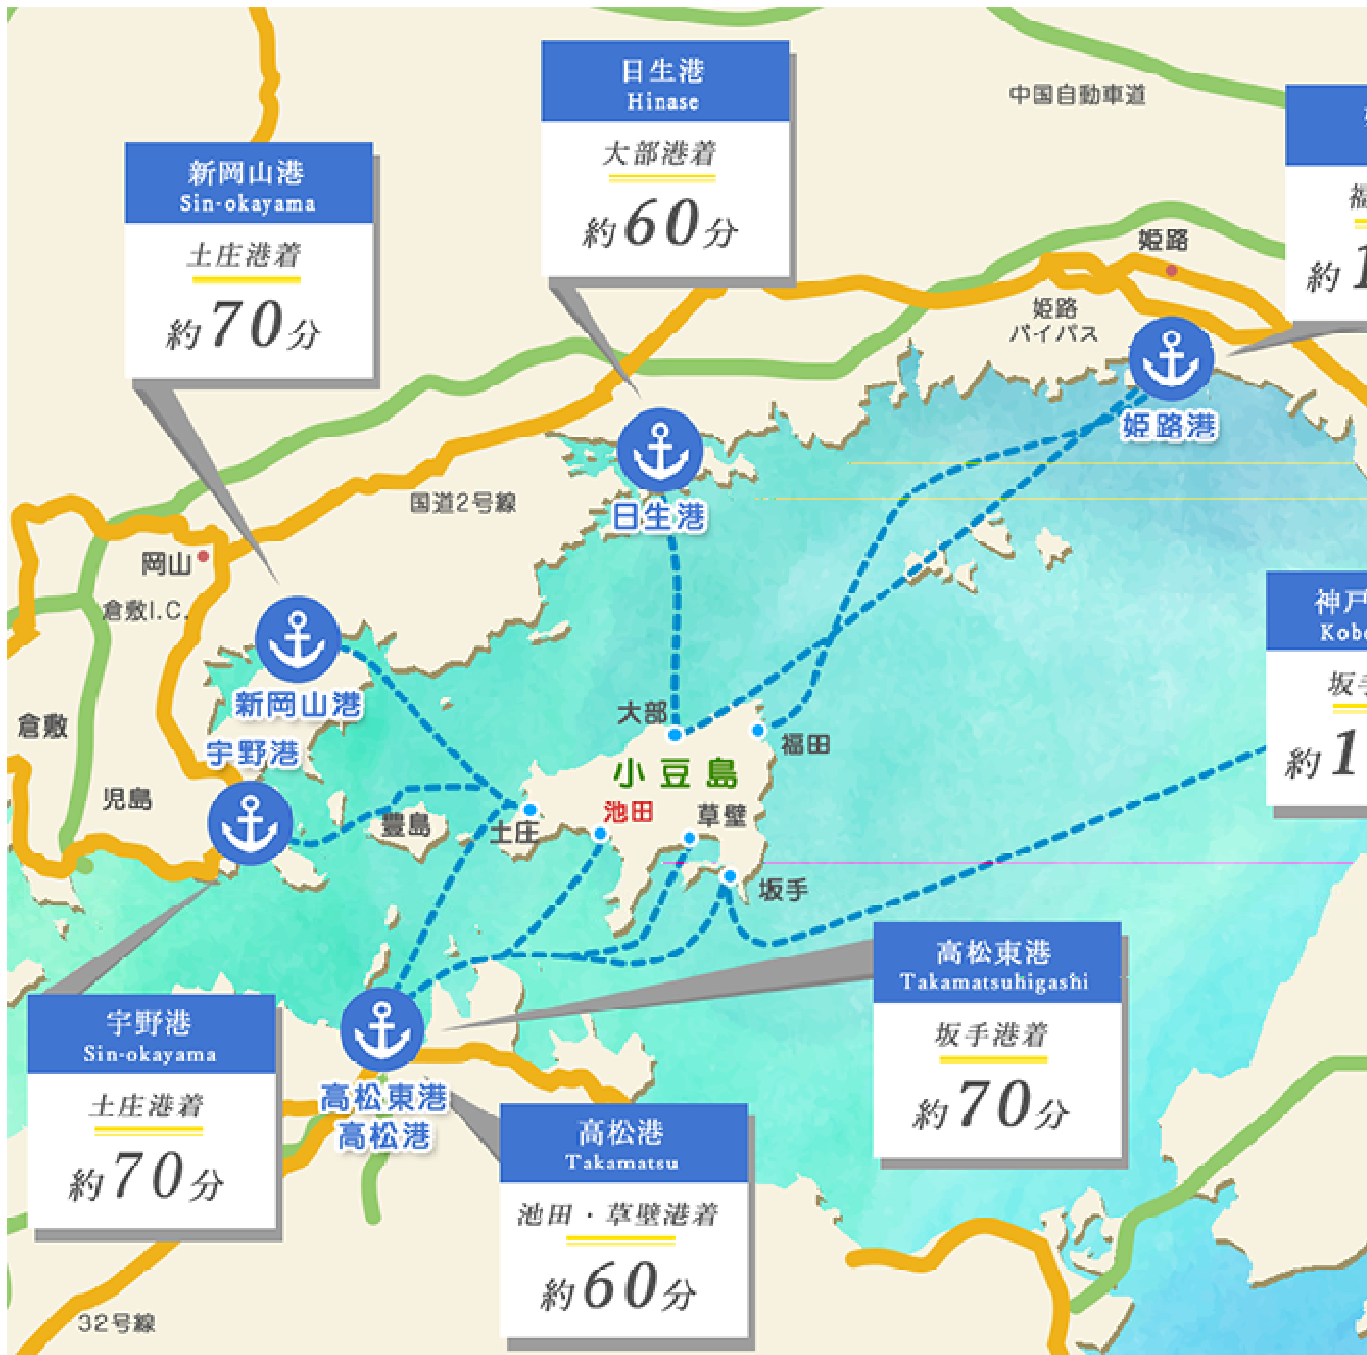 日生港
Hinase
大部港着
約60分
中国自動車道
新岡山港
Sin-okayama
土庄港着
約70分
福
約1
姫路
姫路
バイパス
姫路港
国道2号線
日生港
岡山
倉敷I.C.
新岡山港
倉敷
宇野港
児島
豊島
土庄
大部
福田
小豆島
池田
草壁
坂手
神戸
Kobe
坂手
約1
高松東港
Takamatsuhigashi
坂手港着
約70分
宇野港
Sin-okayama
土庄港着
約70分
高松東港
高松港
高松港
Takamatsu
池田・草壁港着
約60分
32号線